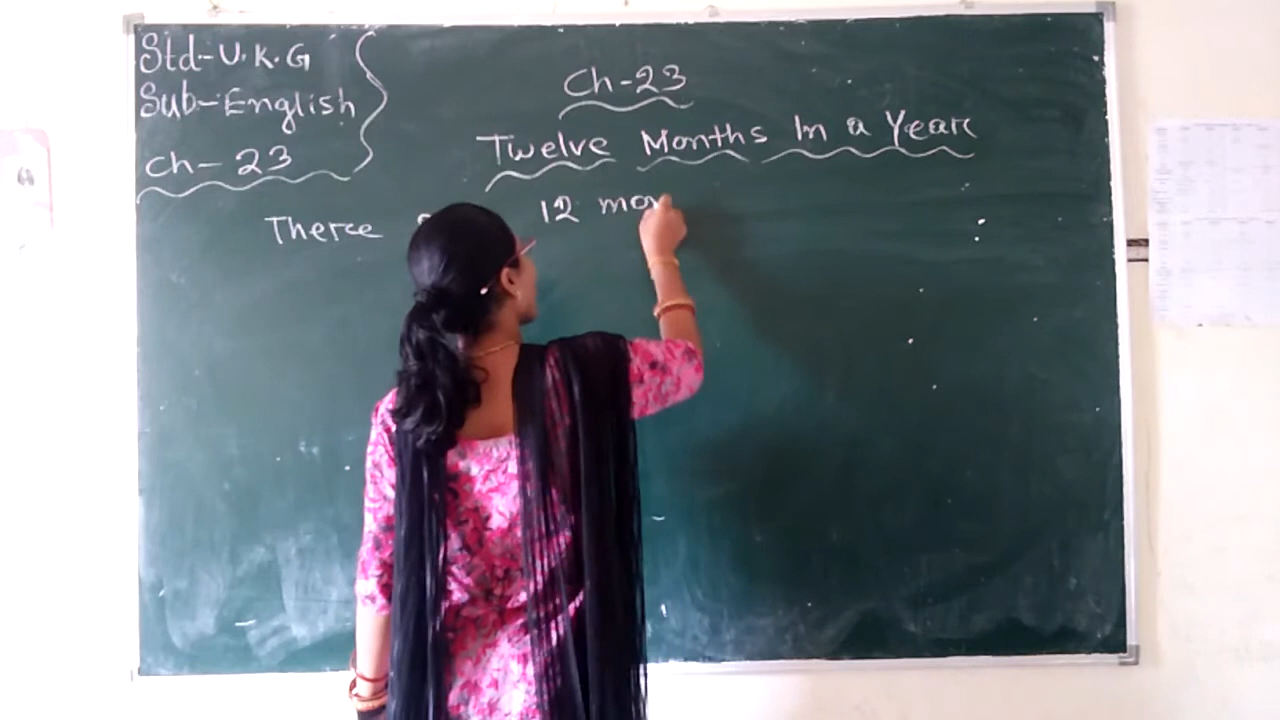 Std-U.K.G
Sub-English
Ch-23
Ch-23
Twelve Months In a Year
There 12 mon